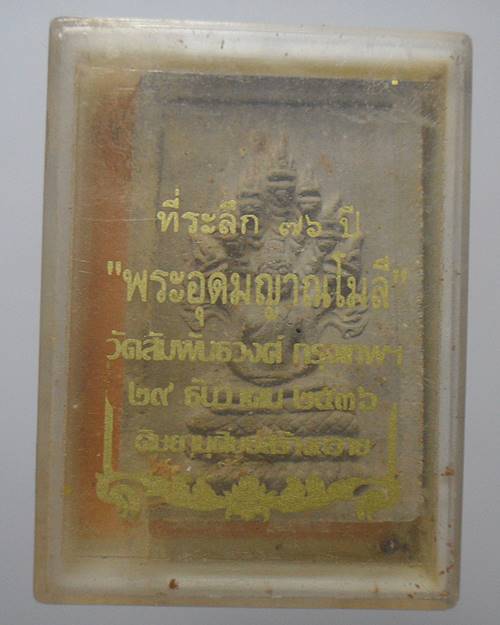 ที่ระลึก ๗๖ ปี
"พระอุดมญาณโมลี"
วัดสัมพันธวงศ์ กรุงเทพฯ
๒๙ ธันวาคม ๒๕๓๖